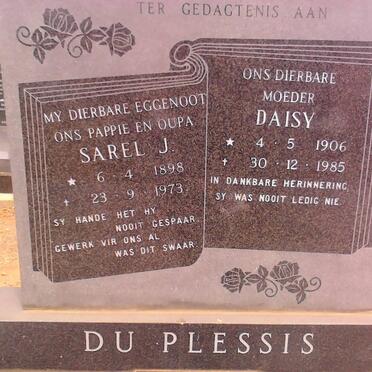 TER GEDAGTENIS AAN
MY DIERBARE EGGENOOT
ONS PAPPIE EN OUPA
SAREL J.
★ 6 · 4 · 1898
✝ 23 · 9 · 1973
SY HANDE HET HY
NOOIT GESPAAR.
GEWERK VIR ONS AL
WAS DIT SWAAR.
ONS DIERBARE
MOEDER
DAISY
★ 4 · 5 · 1906
✝ 30 · 12 · 1985
IN DANKBARE HERINNERING
SY WAS NOOIT LEDIG NIE.
DU PLESSIS